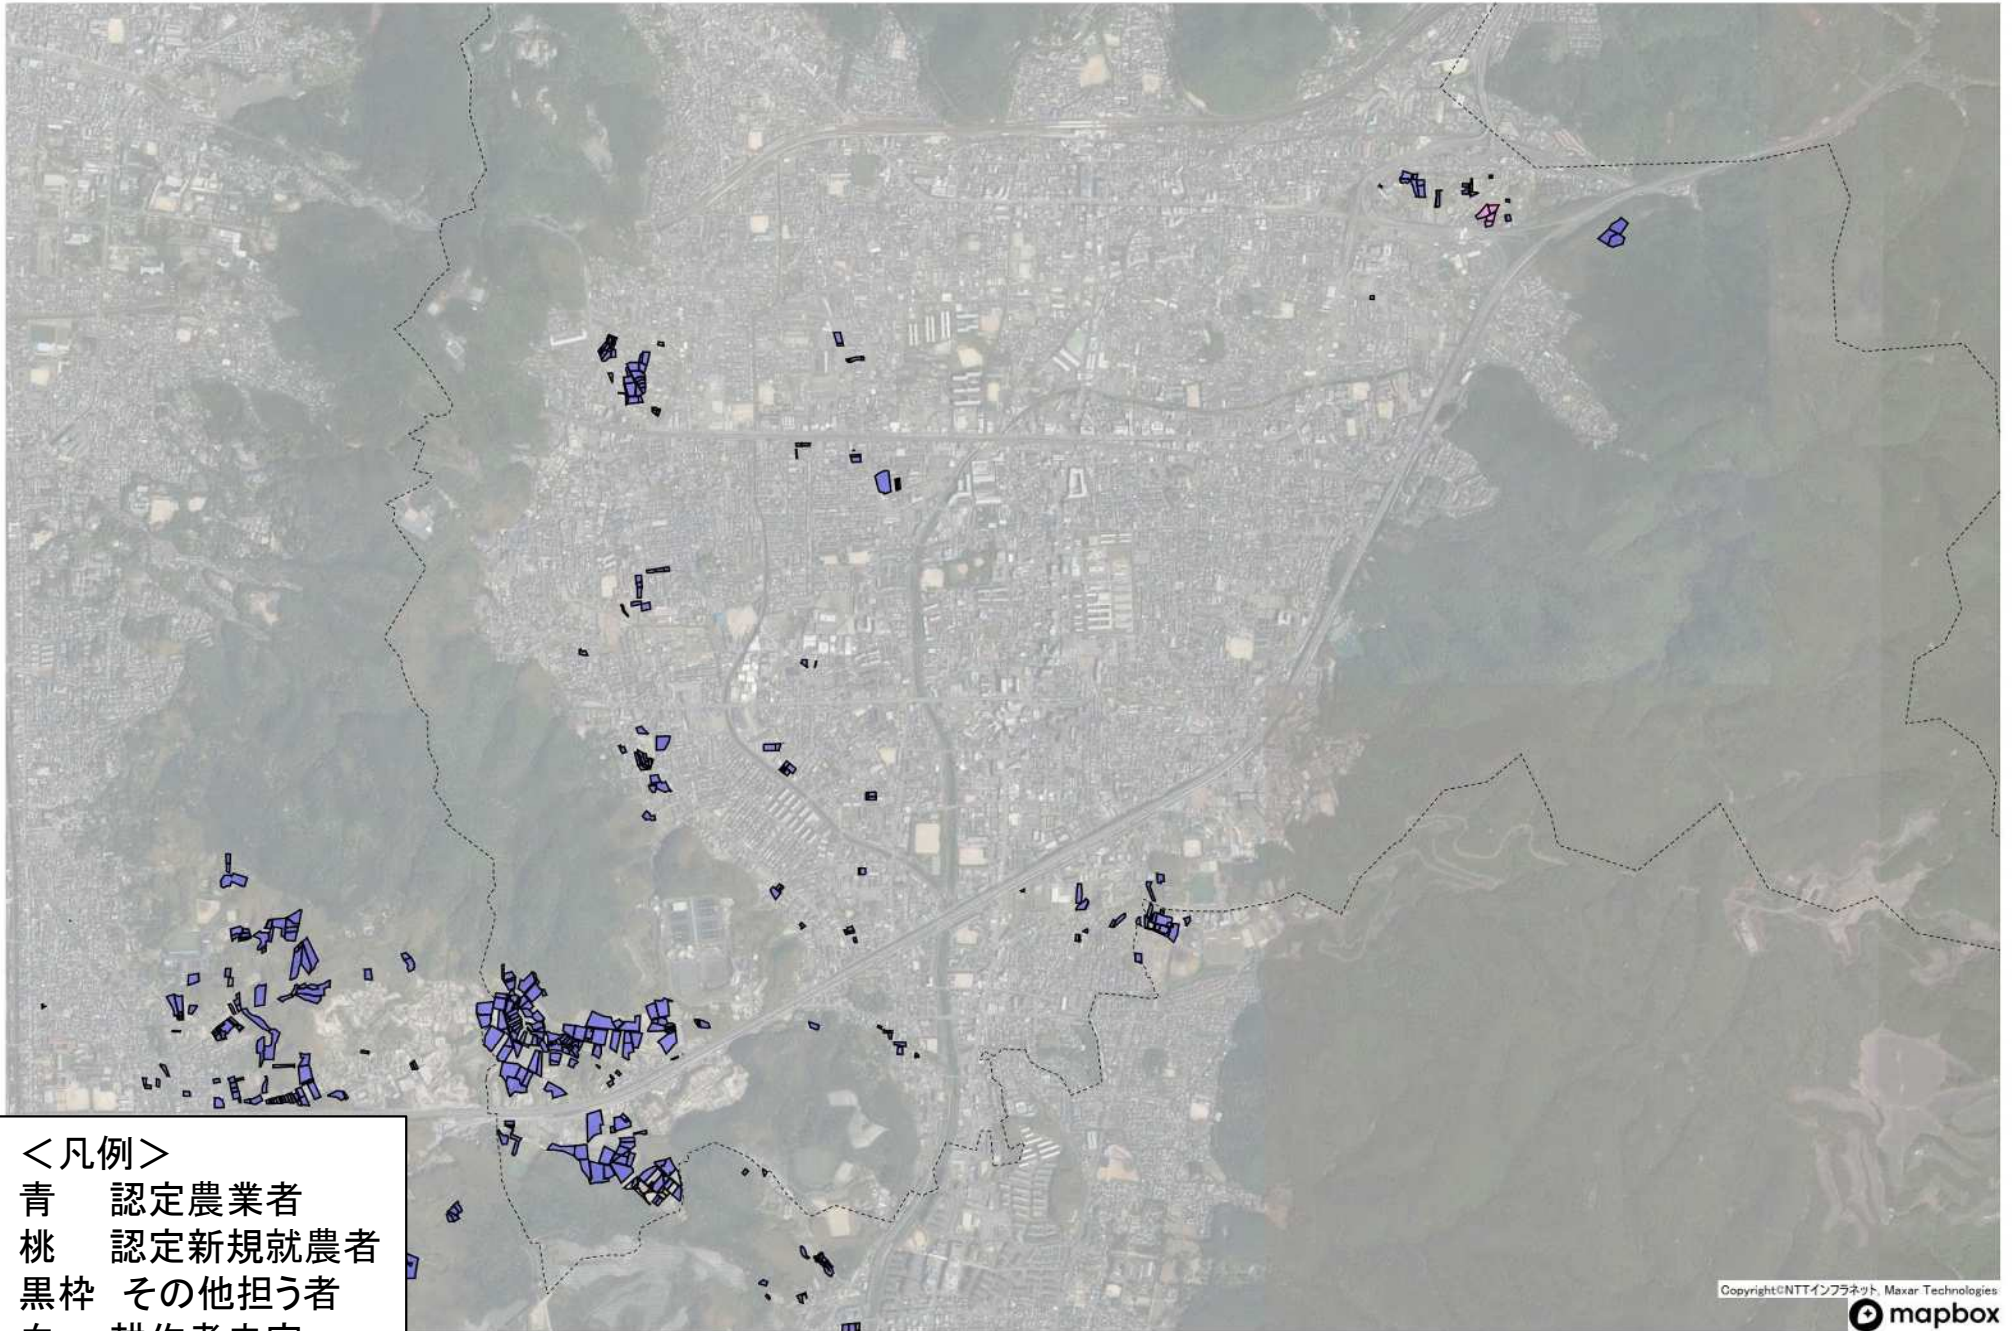 ＜凡例＞
青　認定農業者
桃　認定新規就農者
黒枠 その他担う者
Copyright©NTTインフラネット, Maxar Technologies
mapbox